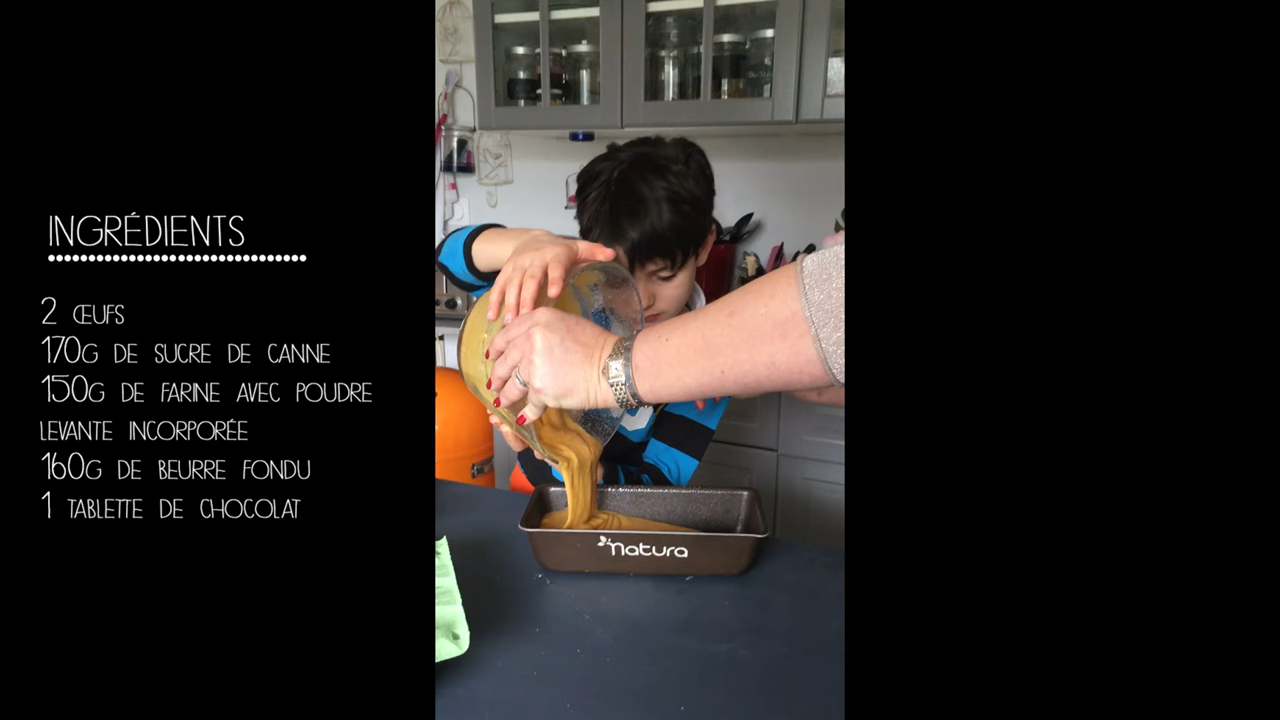 INGRÉDIENTS
2 ŒUFS
170G DE SUCRE DE CANNE
150G DE FARINE AVEC POUDRE
LEVANTE INCORPORÉE
160G DE BEURRE FONDU
1 TABLETTE DE CHOCOLAT
natura